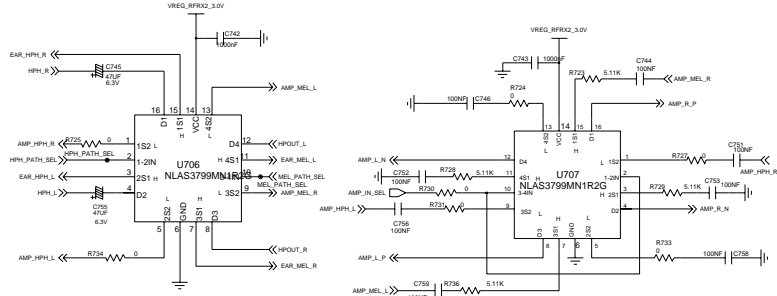 VREG_RFRX2_3.0V
C742
1000nF
EAR_HPH_R
C745
HPH_R
47UF
6.3V
16 15 14 13
D1 1S1 VCC 4S2
AMP_MEL_L
AMP_HPH_R R725 0 1 1S2 L H L D4 12 HPOUT_L
HPH_PATH_SEL HPH_PATH_SEL 2 1-2IN H 4S1 11 EAR_MEL_L
U706
EAR_HPH_L 3 2S1 H NLAS3799MN1R2G MEL_PATH_SEL
MEL_PATH_SEL
HPH_L 4 D2 L 3S2 9 AMP_MEL_R
C755
47UF
6.3V
L H
2S2 GND 3S1 D3
5 6 7 8
R734 0
AMP_HPH_L
HPOUT_R
EAR_MEL_R
VREG_RFRX2_3.0V
C743
R723 5.11K
C744
100NF
AMP_MEL_R
R724
0
100NF C746
AMP_R_P
13 14 15 16
4S2 VCC 1S1 D1
L H
AMP_L_N 12 D4 L 1S2 1 R727 0 C751
100NF
AMP_HPH_R
C752 R728 5.11K 11 4S1 H 1-2IN 2
100NF
U707
AMP_IN_SEL R730 0 10 3-4IN NLAS3799MN1R2G H 2S1 3 R729 5.11K C753
100NF
AMP_HPH_L R731 0 9 3S2 L D2 4 AMP_R_N
C756
100NF
H L
D3 3S1 GND 2S2
8 7 6 5
R733
0
100NF C758
AMP_L_P
C759 R736 5.11K
AMP_MEL_L